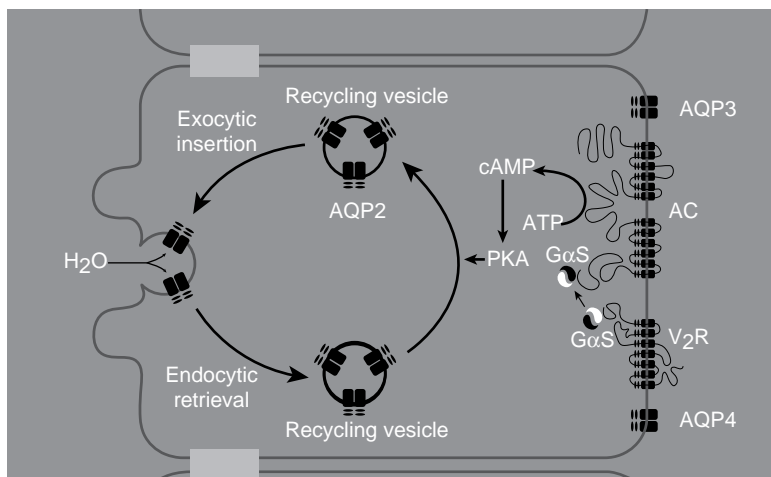 Recycling vesicle
Exocytic
insertion
AQP2
AQP3
cAMP
ATP
AC
H2O
PKA
GαS
GαS
V2R
Endocytic
retrieval
Recycling vesicle
AQP4